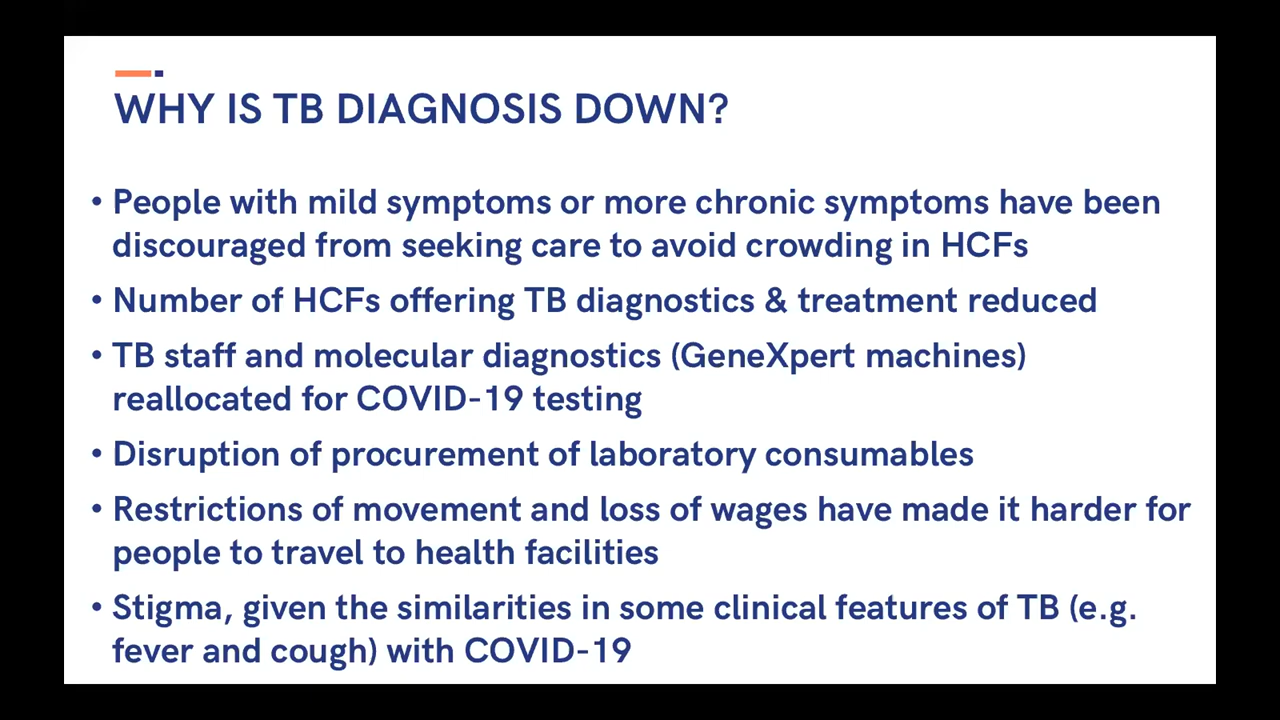 WHY IS TB DIAGNOSIS DOWN?
• People with mild symptoms or more chronic symptoms have been
discouraged from seeking care to avoid crowding in HCFs
• Number of HCFs offering TB diagnostics & treatment reduced
• TB staff and molecular diagnostics (GeneXpert machines)
reallocated for COVID-19 testing
• Disruption of procurement of laboratory consumables
• Restrictions of movement and loss of wages have made it harder for
people to travel to health facilities
• Stigma, given the similarities in some clinical features of TB (e.g.
fever and cough) with COVID-19